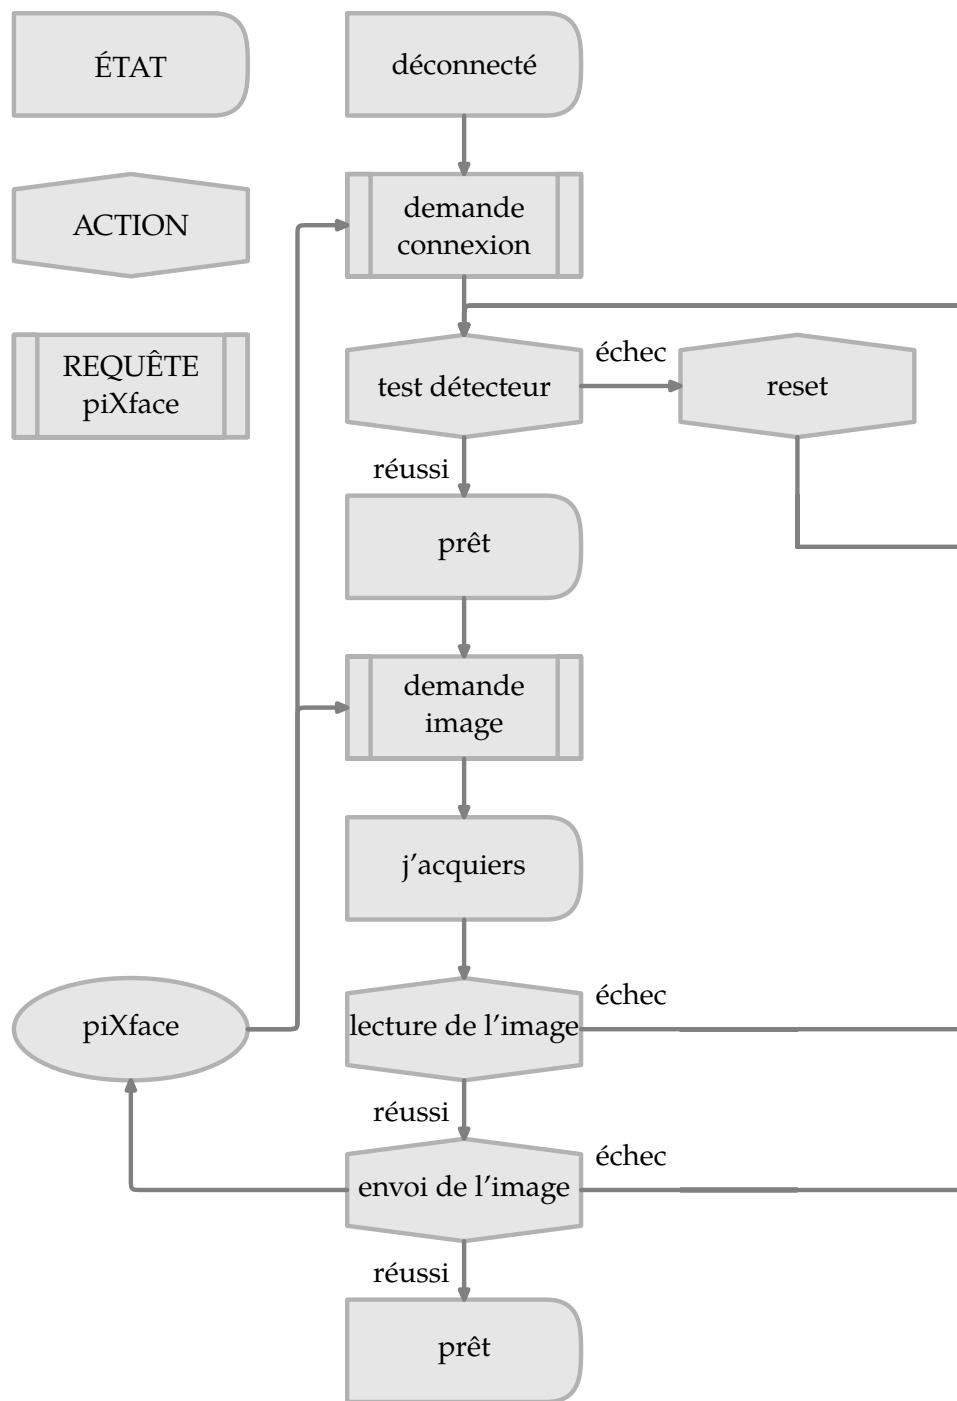 ÉTAT
déconnecté
ACTION
demande
connexion
REQUÊTE
piXface
test détecteur
échec
reset
réussi
prêt
demande
image
j'acquiers
piXface
lecture de l'image
échec
réussi
envoi de l'image
échec
réussi
prêt